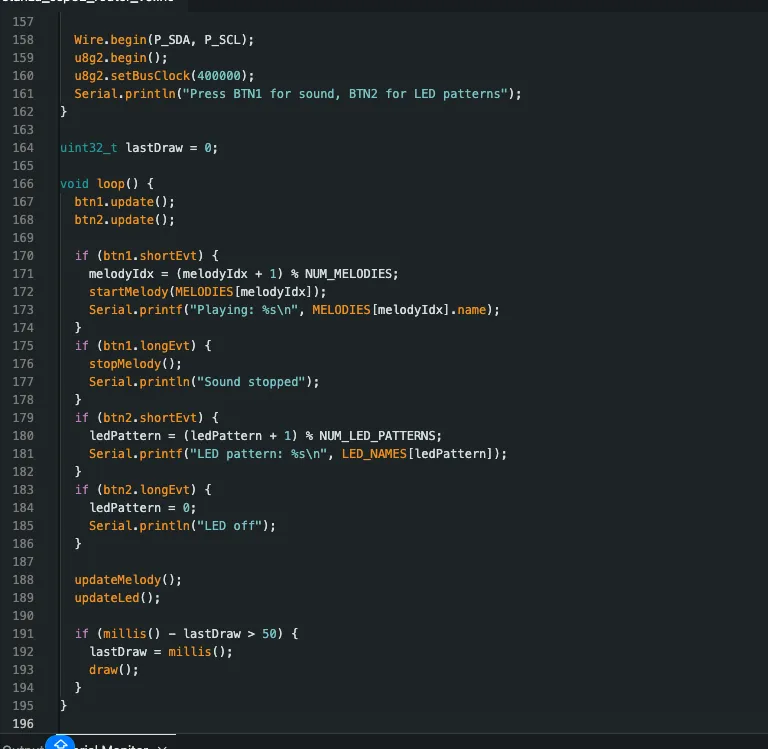 157
158 Wire.begin(P_SDA, P_SCL);
159 u8g2.begin();
160 u8g2.setBusClock(400000);
161 Serial.println("Press BTN1 for sound, BTN2 for LED patterns");
162 }
163
164 uint32_t lastDraw = 0;
165
166 void loop() {
167 btn1.update();
168 btn2.update();
169
170 if (btn1.shortEvt) {
171 melodyIdx = (melodyIdx + 1) % NUM_MELODIES;
172 startMelody(MELODIES[melodyIdx]);
173 Serial.printf("Playing: %s\n", MELODIES[melodyIdx].name);
174 }
175 if (btn1.longEvt) {
176 stopMelody();
177 Serial.println("Sound stopped");
178 }
179 if (btn2.shortEvt) {
180 ledPattern = (ledPattern + 1) % NUM_LED_PATTERNS;
181 Serial.printf("LED pattern: %s\n", LED_NAMES[ledPattern]);
182 }
183 if (btn2.longEvt) {
184 ledPattern = 0;
185 Serial.println("LED off");
186 }
187
188 updateMelody();
189 updateLed();
190
191 if (millis() - lastDraw > 50) {
192 lastDraw = millis();
193 draw();
194 }
195 }
196